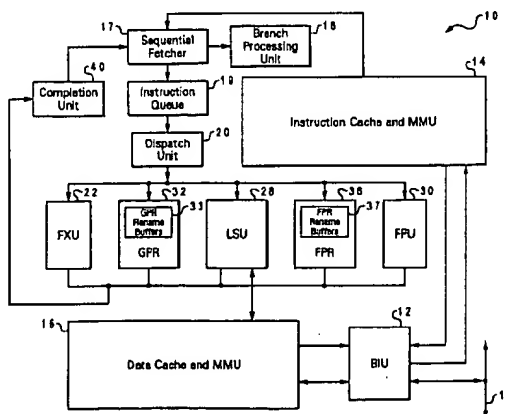 10
17
18
Sequential
Fetcher
Branch
Processing
Unit
40
Completion
Unit
19
Instruction
Queue
14
Instruction Cache and MMU
20
Dispatch
Unit
22
FXU
32
33
GPR
Rename
Buffers
GPR
28
LSU
36
37
FPR
Rename
Buffers
FPR
30
FPU
16
Data Cache and MMU
12
BIU
1